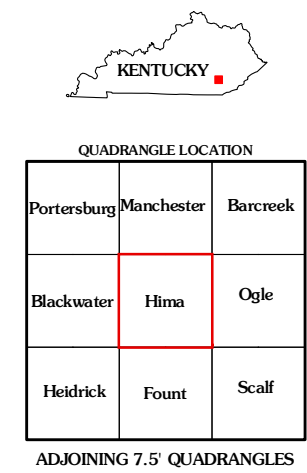 KENTUCKY
QUADRANGLE LOCATION
Portersburg Manchester Barcreek
Blackwater Hima Ogle
Heidrick Fount Scalf
ADJOINING 7.5' QUADRANGLES